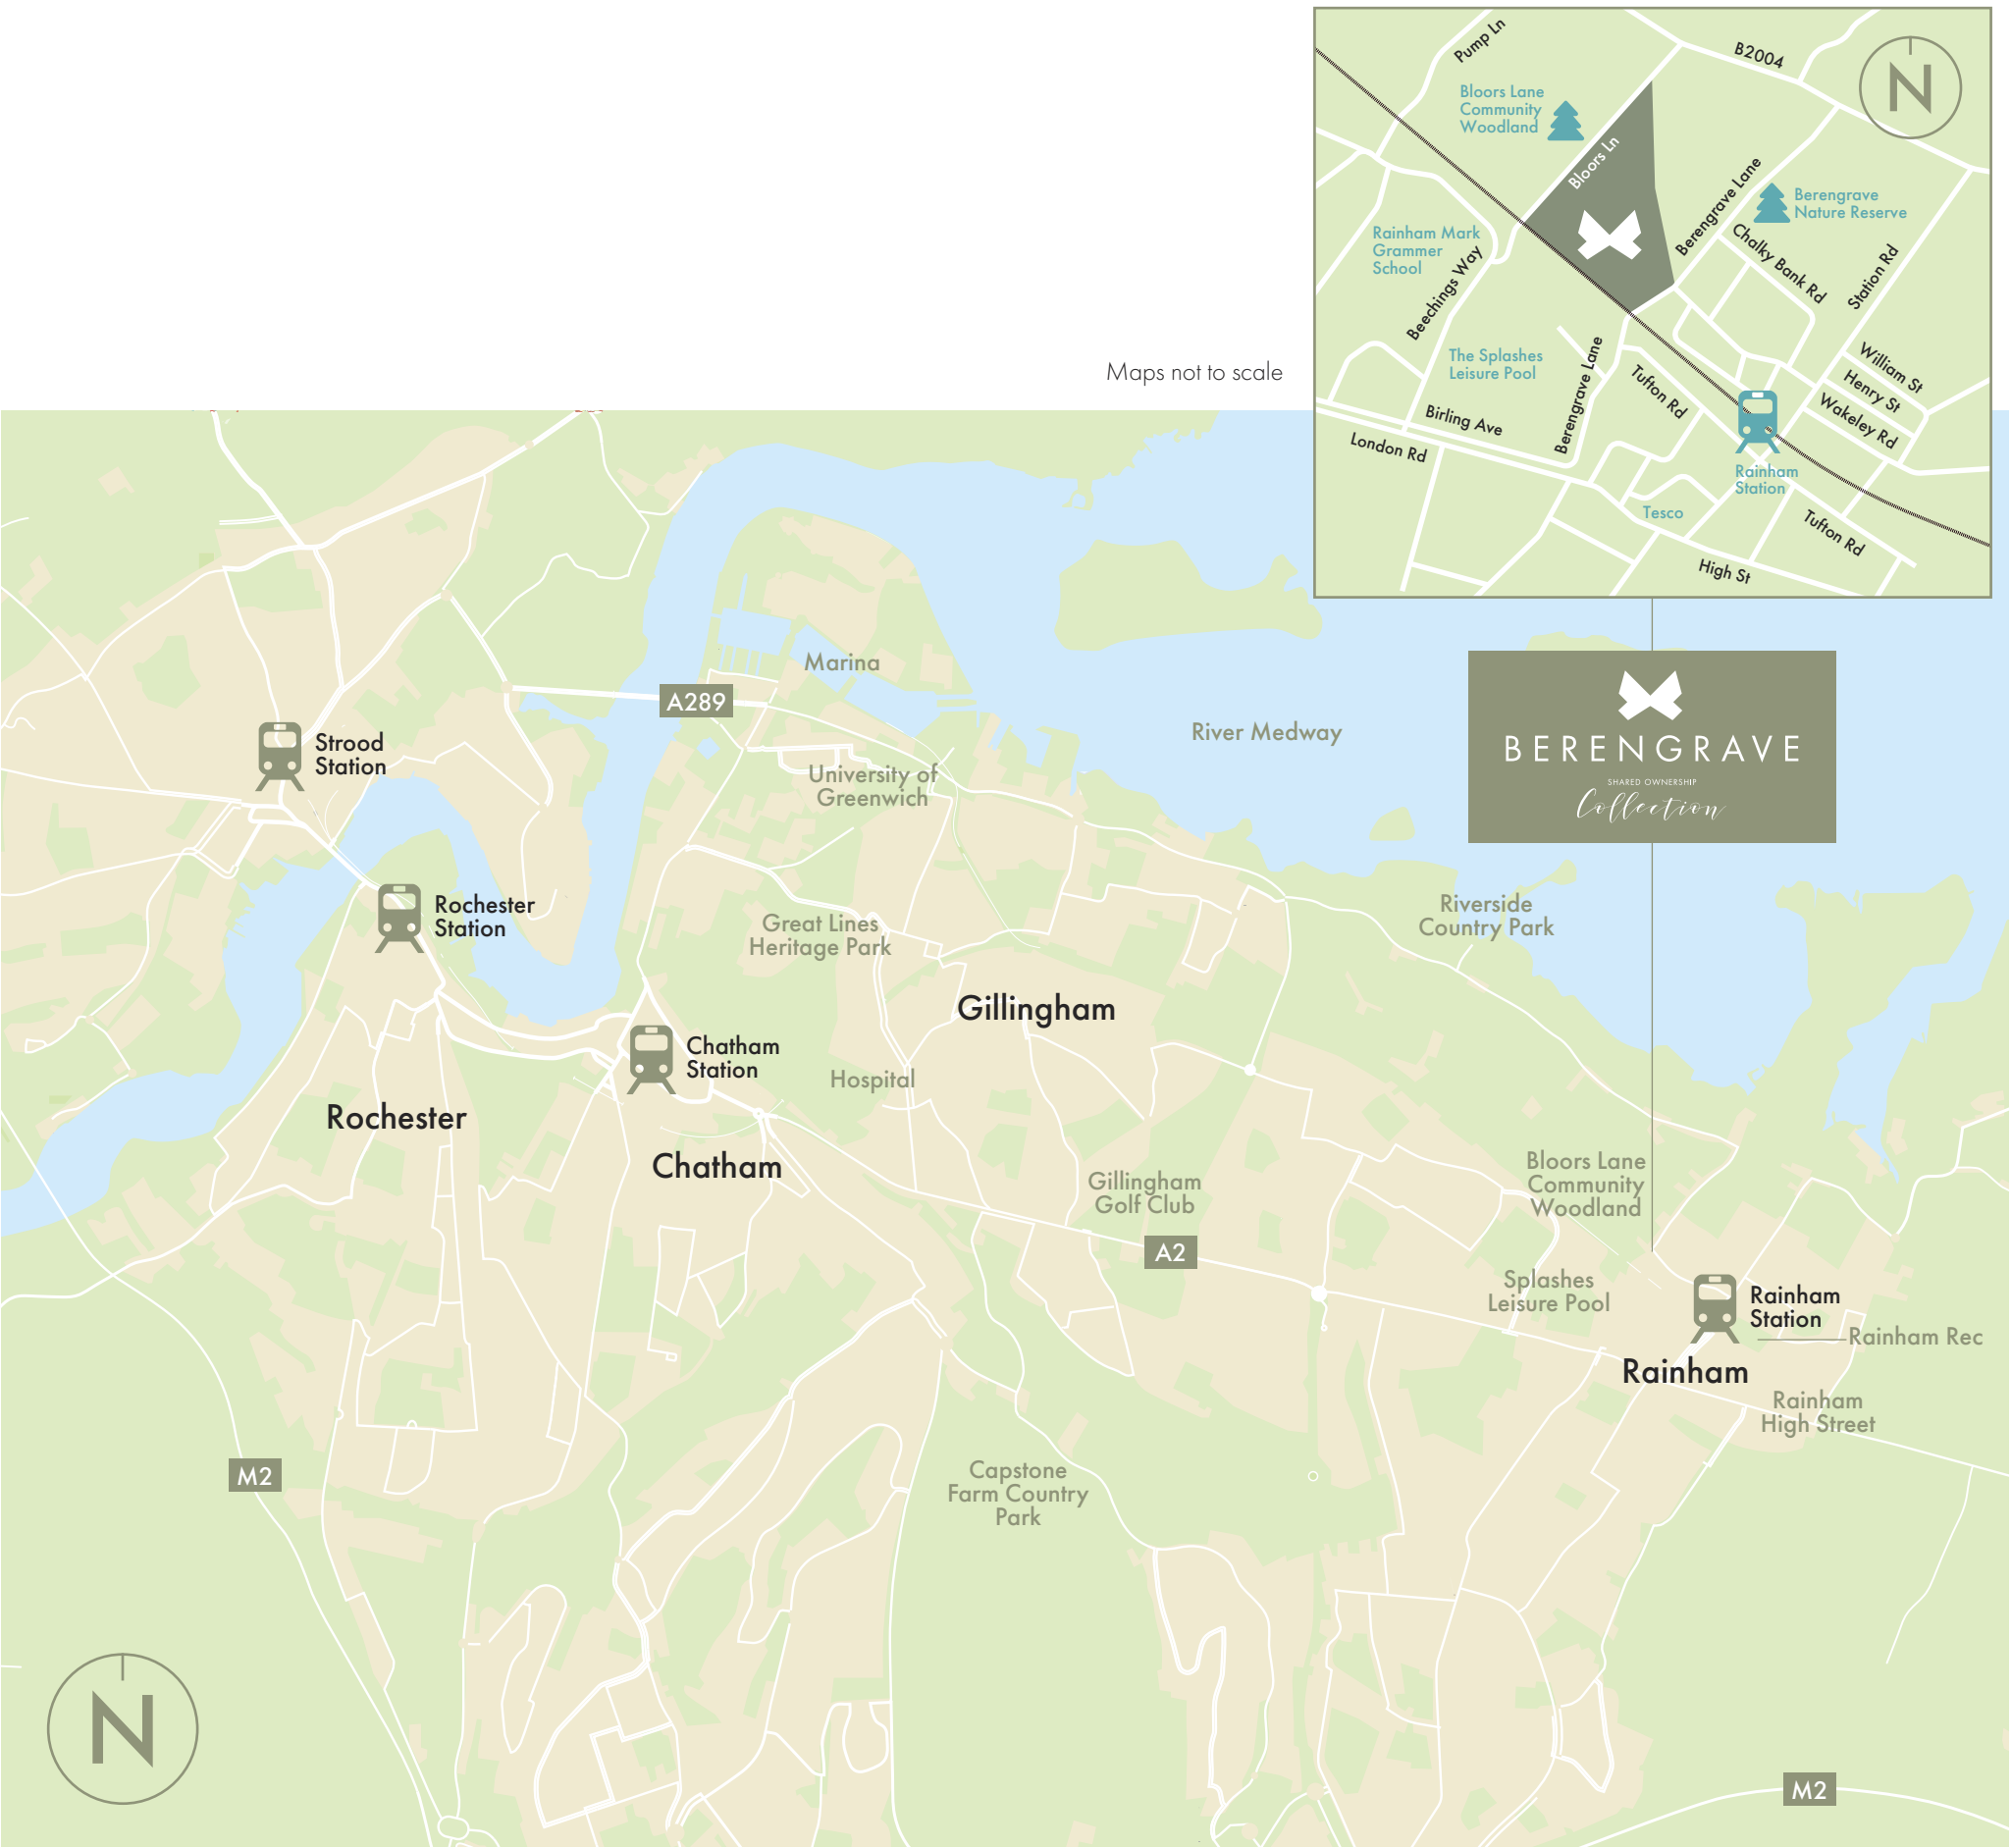 Pump Ln
B2004
N
Bloors Lane
Community
Woodland
Bloors Ln
Berengrave Lane
Berengrave
Nature Reserve
Rainham Mark
Grammer
School
Chalky Bank Rd
Station Rd
Beechings Way
The Splashes
Leisure Pool
Berengrave Lane
Tufton Rd
William St
Henry St
Wakeley Rd
Birling Ave
London Rd
Rainham
Station
Tesco
Tufton Rd
High St
Maps not to scale
Marina
A289
River Medway
BERENGRAVE
SHARED OWNERSHIP
Collection
Strood
Station
University of
Greenwich
Rochester
Station
Great Lines
Heritage Park
Riverside
Country Park
Gillingham
Chatham
Station
Hospital
Rochester
Chatham
Gillingham
Golf Club
Bloors Lane
Community
Woodland
A2
Splashes
Leisure Pool
Rainham
Station
Rainham Rec
Rainham
Rainham
High Street
M2
Capstone
Farm Country
Park
N
M2